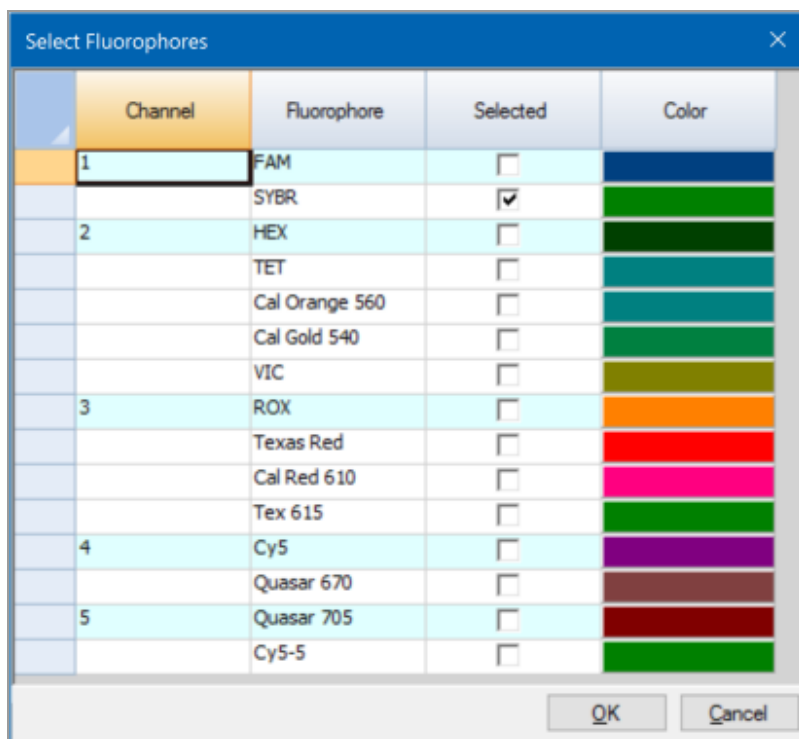 Select Fluorophores
Channel Fluorophore Selected Color
1 FAM
SYBR
2 HEX
TET
Cal Orange 560
Cal Gold 540
VIC
3 ROX
Texas Red
Cal Red 610
Tex 615
4 Cy5
Quasar 670
5 Quasar 705
Cy5-5
OK Cancel